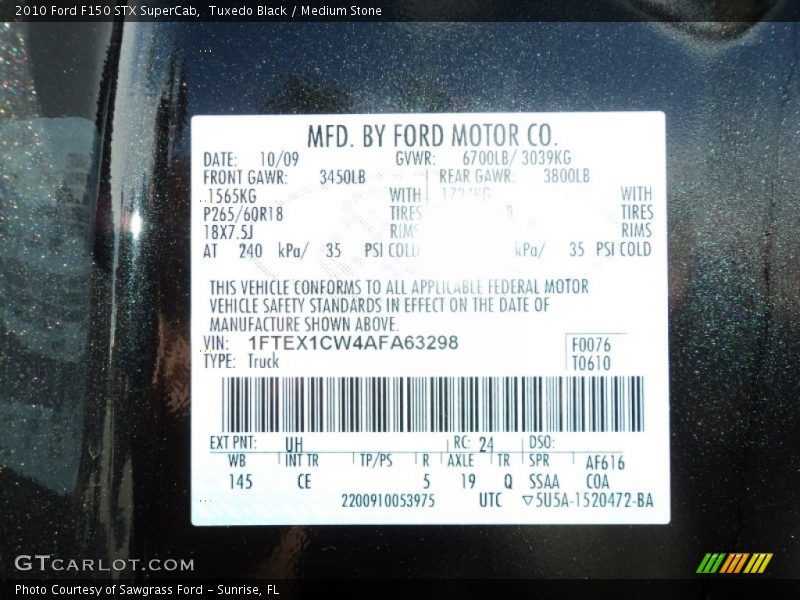 2010 Ford F150 STX SuperCab, Tuxedo Black / Medium Stone
MFD. BY FORD MOTOR CO.
DATE: 10/09 GVWR: 6700LB/ 3039KG
FRONT GAWR: 3450LB REAR GAWR: 3800LB
1565KG WITH 1724KG WITH
P265/60R18 TIRES TIRES
18X7.5J RIMS RIMS
AT 240 kPa/ 35 PSI COLD kPa/ 35 PSI COLD
THIS VEHICLE CONFORMS TO ALL APPLICABLE FEDERAL MOTOR
VEHICLE SAFETY STANDARDS IN EFFECT ON THE DATE OF
MANUFACTURE SHOWN ABOVE.
VIN: 1FTEX1CW4AFA63298 F0076
TYPE: Truck T0610
EXT PNT: UH RC: 24 DSO:
WB INT TR TP/PS R AXLE TR SPR AF616
145 CE 5 19 Q SSAA COA
2200910053975 UTC ▽5U5A-1520472-BA
GTCARLOT.COM
Photo Courtesy of Sawgrass Ford - Sunrise, FL